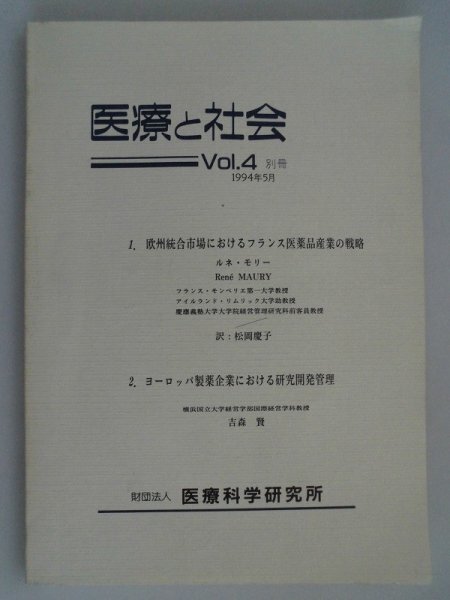 医療と社会
Vol.4 別冊
1994年5月
1. 欧州統合市場におけるフランス医薬品産業の戦略
ルネ・モリー
René MAURY
フランス・モンペリエ第一大学教授
アイルランド・リムリック大学助教授
慶應義塾大学大学院経営管理研究科前客員教授
訳：松岡慶子
2. ヨーロッパ製薬企業における研究開発管理
横浜国立大学経営学部国際経営学科教授
吉森 賢
財団法人 医療科学研究所